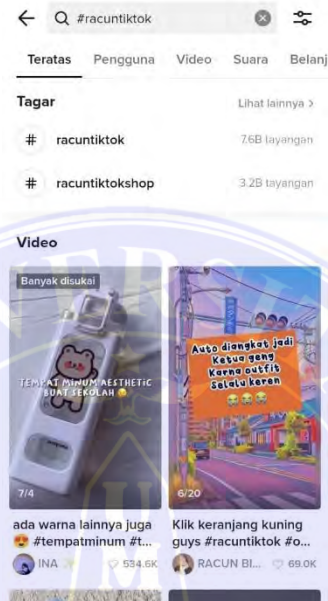 #racuntiktok
Teratas Pengguna Video Suara Belanj
Tagar Lihat lainnya >
# racuntiktok 7.6B tayangan
# racuntiktokshop 3.2B tayangan
Video
Banyak disukai
TEMPAT MINUM AESTHETIC
BUAT SEKOLAH
7/4
Auto diangkat jadi
Ketua geng
Karna outfit
Selalu keren
6/20
ada warna lainnya juga
😍 #tempatminum #t...
INA 534.6K
Klik keranjang kuning
guys #racuntiktok #o...
RACUN BI... 69.0K